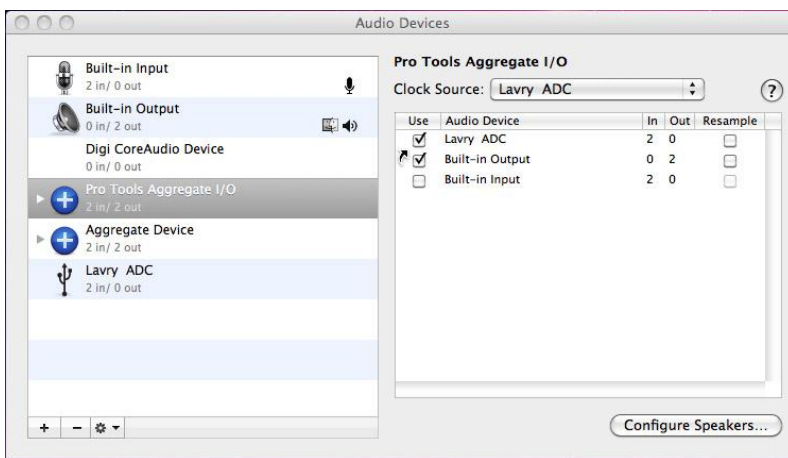 Audio Devices
Built-in Input
2 in/ 0 out
Built-in Output
0 in/ 2 out
Digi CoreAudio Device
0 in/ 0 out
Pro Tools Aggregate I/O
2 in/ 2 out
Aggregate Device
2 in/ 2 out
Lavry ADC
2 in/ 0 out
+ −
Pro Tools Aggregate I/O
Clock Source: Lavry ADC ?
Use Audio Device In Out Resample
Lavry ADC 2 0
Built-in Output 0 2
Built-in Input 2 0
Configure Speakers...